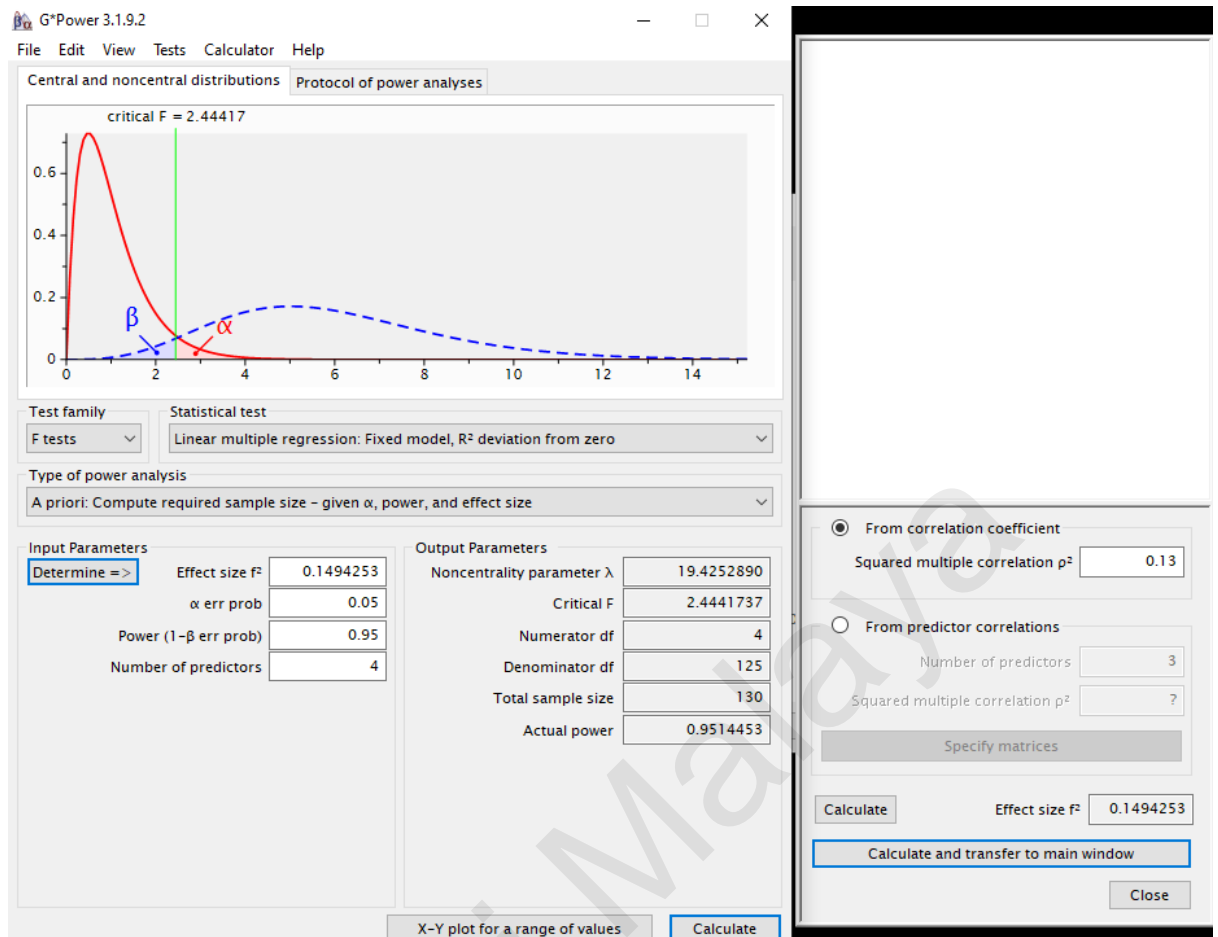 G*Power 3.1.9.2
File Edit View Tests Calculator Help
Central and noncentral distributions Protocol of power analyses
critical F = 2.44417
0.6
0.4
0.2
0
β
α
0 2 4 6 8 10 12 14
Test family Statistical test
F tests Linear multiple regression: Fixed model, R² deviation from zero
Type of power analysis
A priori: Compute required sample size – given α, power, and effect size
Input Parameters
Determine => Effect size f² 0.1494253
α err prob 0.05
Power (1-β err prob) 0.95
Number of predictors 4
Output Parameters
Noncentrality parameter λ 19.4252890
Critical F 2.4441737
Numerator df 4
Denominator df 125
Total sample size 130
Actual power 0.9514453
X-Y plot for a range of values Calculate
From correlation coefficient
Squared multiple correlation ρ² 0.13
From predictor correlations
Number of predictors 3
Squared multiple correlation ρ² ?
Specify matrices
Calculate Effect size f² 0.1494253
Calculate and transfer to main window
Close
Malaya